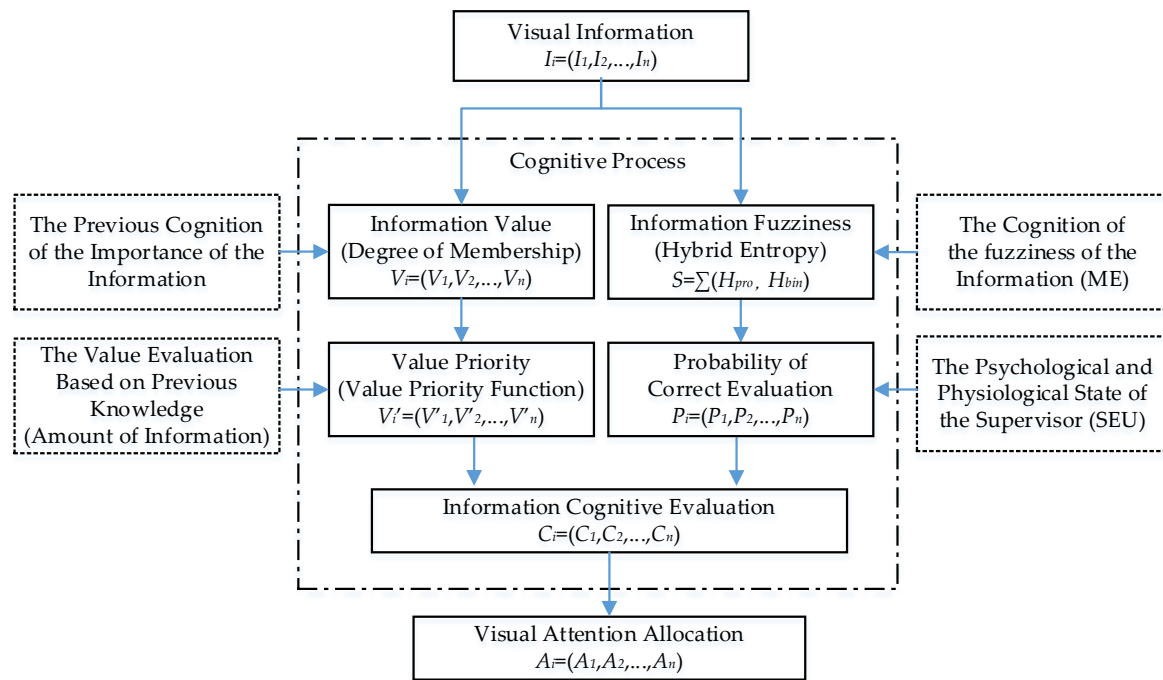 Visual Information
Ii=(I1,I2,...,In)
Cognitive Process
The Previous Cognition
of the Importance of the
Information
Information Value
(Degree of Membership)
Vi=(V1,V2,...,Vn)
Information Fuzziness
(Hybrid Entropy)
S=∑(Hpro, Hbin)
The Cognition of
the fuzziness of the
Information (ME)
The Value Evaluation
Based on Previous
Knowledge
(Amount of Information)
Value Priority
(Value Priority Function)
Vi'=(V'1,V'2,...,V'n)
Probability of
Correct Evaluation
Pi=(P1,P2,...,Pn)
The Psychological and
Physiological State of
the Supervisor (SEU)
Information Cognitive Evaluation
Ci=(C1,C2,...,Cn)
Visual Attention Allocation
Ai=(A1,A2,...,An)